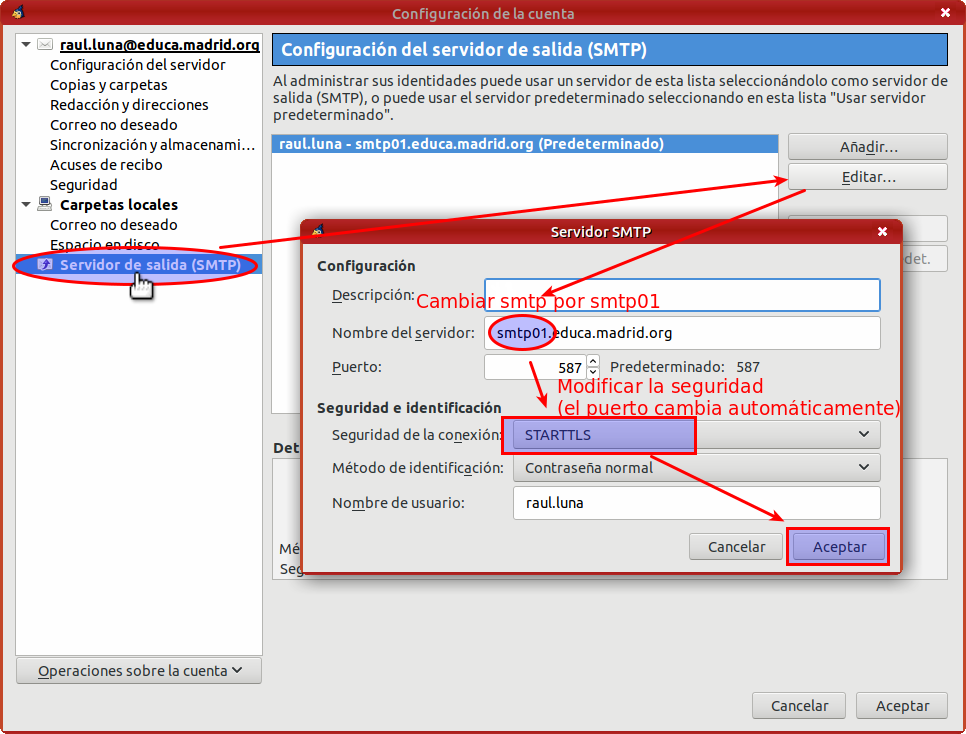 Configuración de la cuenta
raul.luna@educa.madrid.org
Configuración del servidor
Copias y carpetas
Redacción y direcciones
Correo no deseado
Sincronización y almacenami…
Acuses de recibo
Seguridad
Carpetas locales
Correo no deseado
Espacio en disco
Servidor de salida (SMTP)
Operaciones sobre la cuenta
Configuración del servidor de salida (SMTP)
Al administrar sus identidades puede usar un servidor de esta lista seleccionándolo como servidor de
salida (SMTP), o puede usar el servidor predeterminado seleccionando en esta lista "Usar servidor
predeterminado".
raul.luna - smtp01.educa.madrid.org (Predeterminado)
Añadir…
Editar…
det.
Det
Mé
Seg
Servidor SMTP
Configuración
Descripción:
Cambiar smtp por smtp01
Nombre del servidor: smtp01.educa.madrid.org
Puerto: 587 Predeterminado: 587
Modificar la seguridad
(el puerto cambia automáticamente)
Seguridad e identificación
Seguridad de la conexión: STARTTLS
Método de identificación: Contraseña normal
Nombre de usuario: raul.luna
Cancelar Aceptar
Cancelar Aceptar